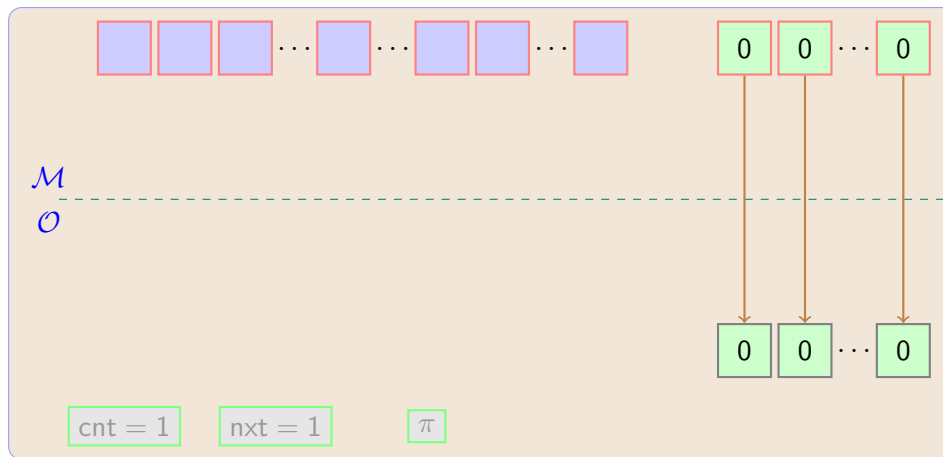 ··· ··· ··· 0 0 ··· 0
ℳ
𝒪
0 0 ··· 0
cnt = 1 nxt = 1 π